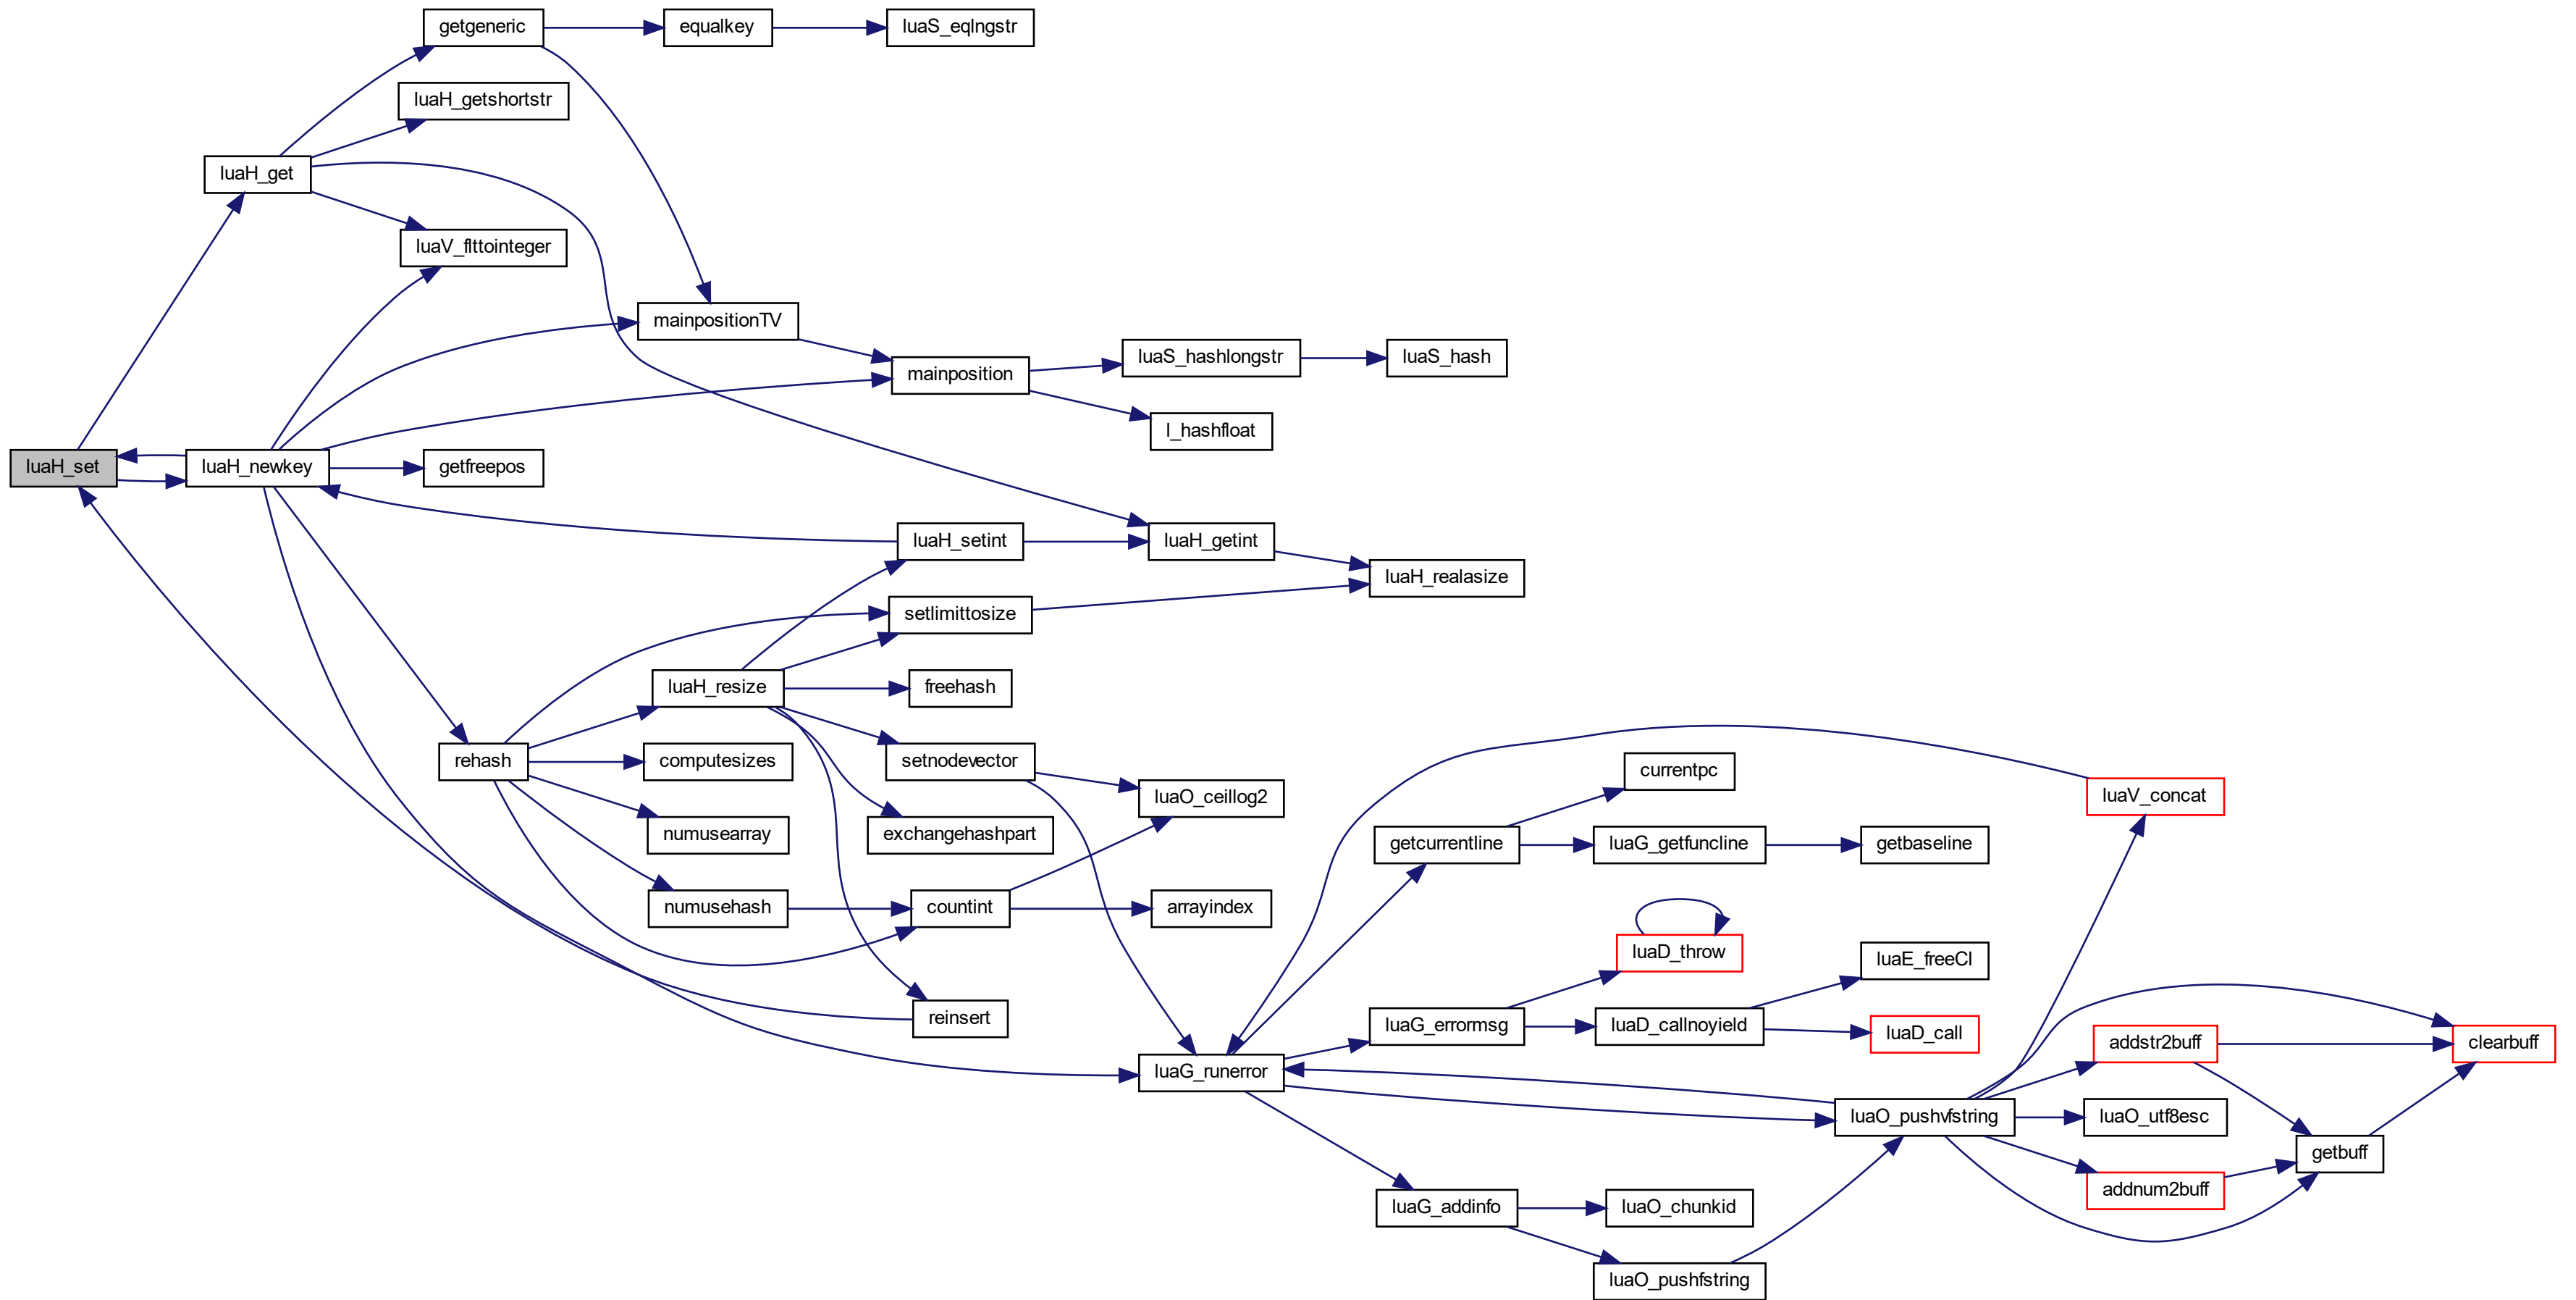 getgeneric
equalkey
luaS_eqlngstr
luaH_getshortstr
luaH_get
luaV_flttointeger
mainpositionTV
luaS_hashlongstr
luaS_hash
mainposition
l_hashfloat
luaH_set
luaH_newkey
getfreepos
luaH_setint
luaH_getint
luaH_realasize
setlimittosize
luaH_resize
freehash
rehash
computesizes
setnodevector
currentpc
luaO_ceillog2
luaV_concat
numusearray
exchangehashpart
getcurrentline
luaG_getfuncline
getbaseline
numusehash
countint
arrayindex
luaD_throw
luaE_freeCI
reinsert
luaG_errormsg
luaD_callnoyield
luaD_call
addstr2buff
clearbuff
luaG_runerror
luaO_pushvfstring
luaO_utf8esc
getbuff
luaG_addinfo
luaO_chunkid
addnum2buff
luaO_pushfstring